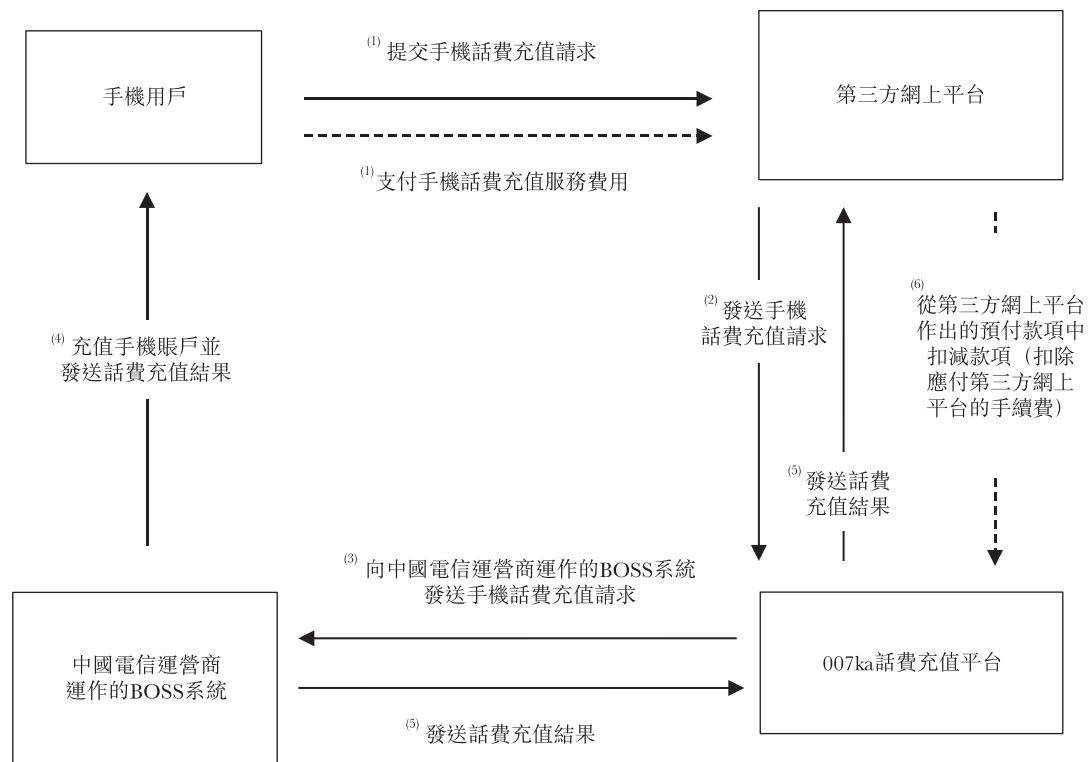 (1) 提交手機話費充值請求
手機用戶
第三方網上平台
(1)支付手機話費充值服務費用
(2) 發送手機
話費充值請求
(6)
從第三方網上平台
作出的預付款項中
扣減款項（扣除
應付第三方網上
平台的手續費）
(4) 充值手機賬戶並
發送話費充值結果
(5) 發送話費
充值結果
(3) 向中國電信運營商運作的BOSS系統
發送手機話費充值請求
中國電信運營商
運作的BOSS系統
007ka話費充值平台
(5) 發送話費充值結果